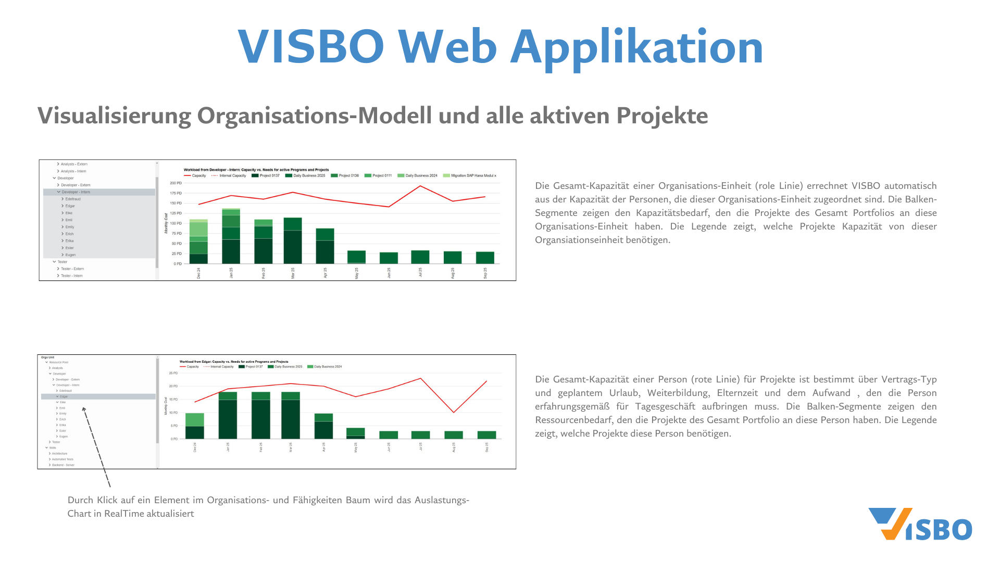 VISBO Web Applikation
Visualisierung Organisations-Modell und alle aktiven Projekte
Analysts - Extern
Analysts - Intern
Developer
Developer - Extern
Developer - Intern
Edeltraud
Edgar
Eike
Emil
Emily
Erich
Erika
Ester
Eugen
Tester
Tester - Extern
Tester - Intern
Workload from Developer - Intern: Capacity vs. Needs for active Programs and Projects
Capacity Internal Capacity Project 0137 Daily Business 2025 Project 0136 Project 0111 Daily Business 2024 Migration SAP Hana Modul x
Monthly Cost
200 PD
175 PD
150 PD
125 PD
100 PD
75 PD
50 PD
25 PD
0 PD
Dec 24 Jan 25 Feb 25 Mar 25 Apr 25 May 25 Jun 25 Jul 25 Aug 25 Sep 25
Die Gesamt-Kapazität einer Organisations-Einheit (role Linie) errechnet VISBO automatisch
aus der Kapazität der Personen, die dieser Organisations-Einheit zugeordnet sind. Die Balken-
Segmente zeigen den Kapazitätsbedarf, den die Projekte des Gesamt Portfolios an diese
Organisations-Einheit haben. Die Legende zeigt, welche Projekte Kapazität von dieser
Organsiationseinheit benötigen.
Orga Unit
Resource Pool
Analysts
Developer
Developer - Extern
Developer - Intern
Edeltraud
Edgar
Eike
Emil
Emily
Erich
Erika
Ester
Eugen
Tester
Skills
Architecture
Automated Tests
Backend - Server
Workload from Edgar: Capacity vs. Needs for active Programs and Projects
Capacity Internal Capacity Project 0137 Daily Business 2025 Daily Business 2024
Monthly Cost
25 PD
20 PD
15 PD
10 PD
5 PD
0 PD
Dec 24 Jan 25 Feb 25 Mar 25 Apr 25 May 25 Jun 25 Jul 25 Aug 25 Sep 25
Die Gesamt-Kapazität einer Person (rote Linie) für Projekte ist bestimmt über Vertrags-Typ
und geplantem Urlaub, Weiterbildung, Elternzeit und dem Aufwand , den die Person
erfahrungsgemäß für Tagesgeschäft aufbringen muss. Die Balken-Segmente zeigen den
Ressourcenbedarf, den die Projekte des Gesamt Portfolio an diese Person haben. Die Legende
zeigt, welche Projekte diese Person benötigen.
Durch Klick auf ein Element im Organisations- und Fähigkeiten Baum wird das Auslastungs-
Chart in RealTime aktualisiert
VISBO